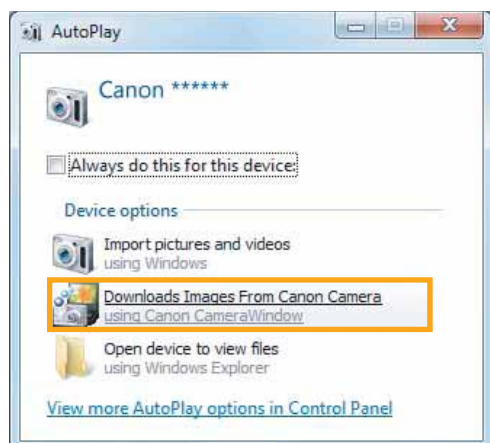 AutoPlay
Canon ******
Always do this for this device:
Device options
Import pictures and videos
using Windows
Downloads Images From Canon Camera
using Canon CameraWindow
Open device to view files
using Windows Explorer
View more AutoPlay options in Control Panel